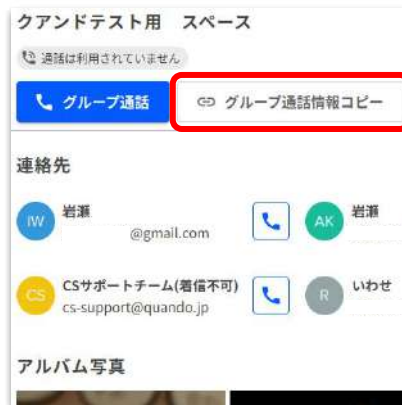 クアンドテスト用　スペース
通話は利用されていません
グループ通話
グループ通話情報コピー
連絡先
IW
岩瀬
@gmail.com
AK
岩瀬
CS
CSサポートチーム(着信不可)
cs-support@quando.jp
R
いわせ
アルバム写真